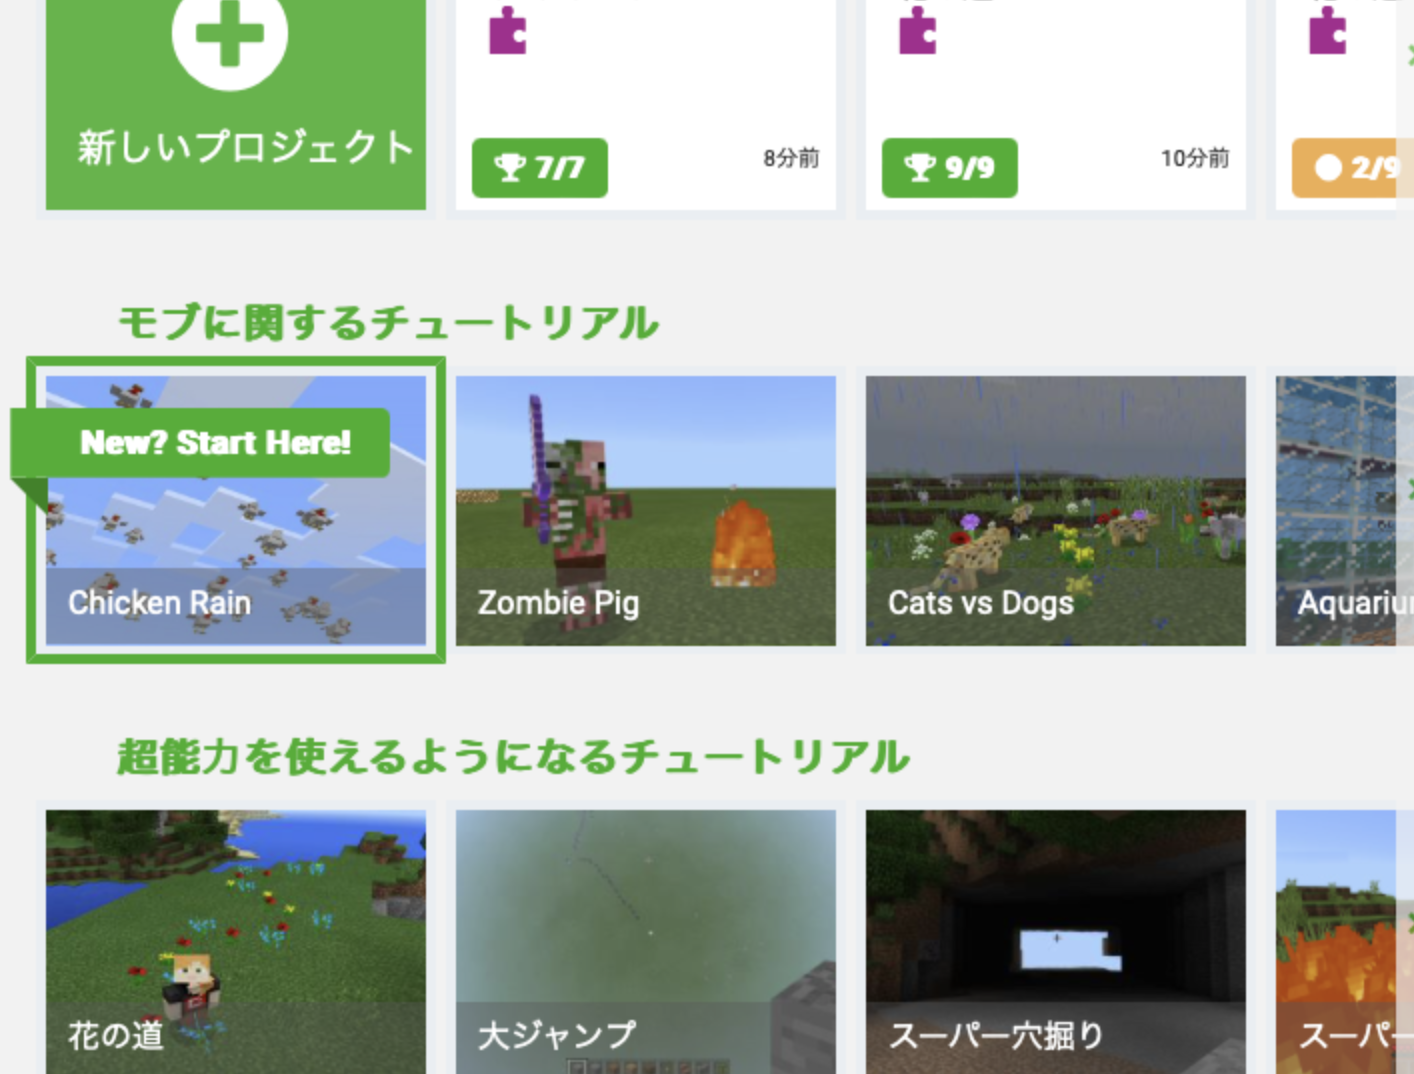 新しいプロジェクト
7/7
8分前
9/9
10分前
2/9
モブに関するチュートリアル
New? Start Here!
Chicken Rain
Zombie Pig
Cats vs Dogs
超能力を使えるようになるチュートリアル
花の道
大ジャンプ
スーパー穴掘り